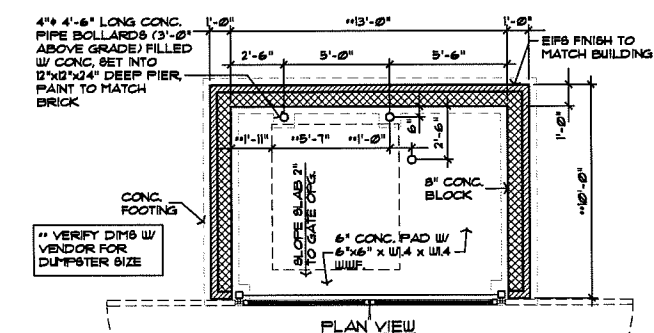 4"ø 4'-6" LONG CONC.
PIPE BOLLARDS (3'-0"
ABOVE GRADE) FILLED
W/ CONC, SET INTO
12"x12"x24" DEEP PIER,
PAINT TO MATCH
BRICK
1'-0"
**13'-0"
1'-0"
2'-6"
5'-0"
5'-6"
EIFS FINISH TO
MATCH BUILDING
**1'-11"
**5'-7"
**1'-0"
6"
2'-6"
1'-0"
**10'-0"
8" CONC.
BLOCK
CONC.
FOOTING
SLOPE SLAB 2"
TO GATE OPG.
** VERIFY DIMS W/
VENDOR FOR
DUMPSTER SIZE
6" CONC. PAD W/
6"x6" x W1.4 x W1.4
WWF
PLAN VIEW